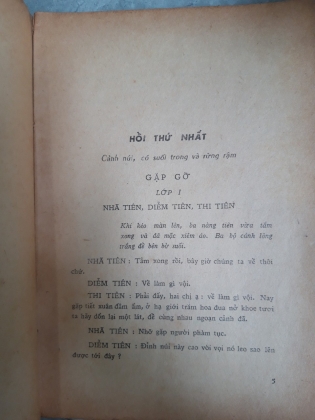 HỒI THỨ NHẤT
Cảnh núi, có suối trong và rừng rậm
GẶP GỠ
LỚP I
NHÃ TIÊN, DIỄM TIÊN, THI TIÊN
Khi kéo màn lên, ba nàng tiên vừa tắm
xong và đã mặc xiêm áo. Ba bộ cánh lông
trắng để bên bờ suối.
NHÃ TIÊN : Tắm xong rồi, bây giờ chúng ta về thôi
chứ.
DIỄM TIÊN : Về làm gì vội.
THI TIÊN : Phải đấy, hai chị ạ : về làm gì vội. Nay
gặp tiết xuân đầm ấm, ở hạ giới trăm hoa đua nở khoe tươi
ta hãy đốn lại một lát, để cùng nhau ngoạn cảnh đã.
NHÃ TIÊN : Nhỡ gặp người phàm tục.
DIỄM TIÊN : Đỉnh núi này cao vòi vọi nó leo sao lên
được tới đây ?
5